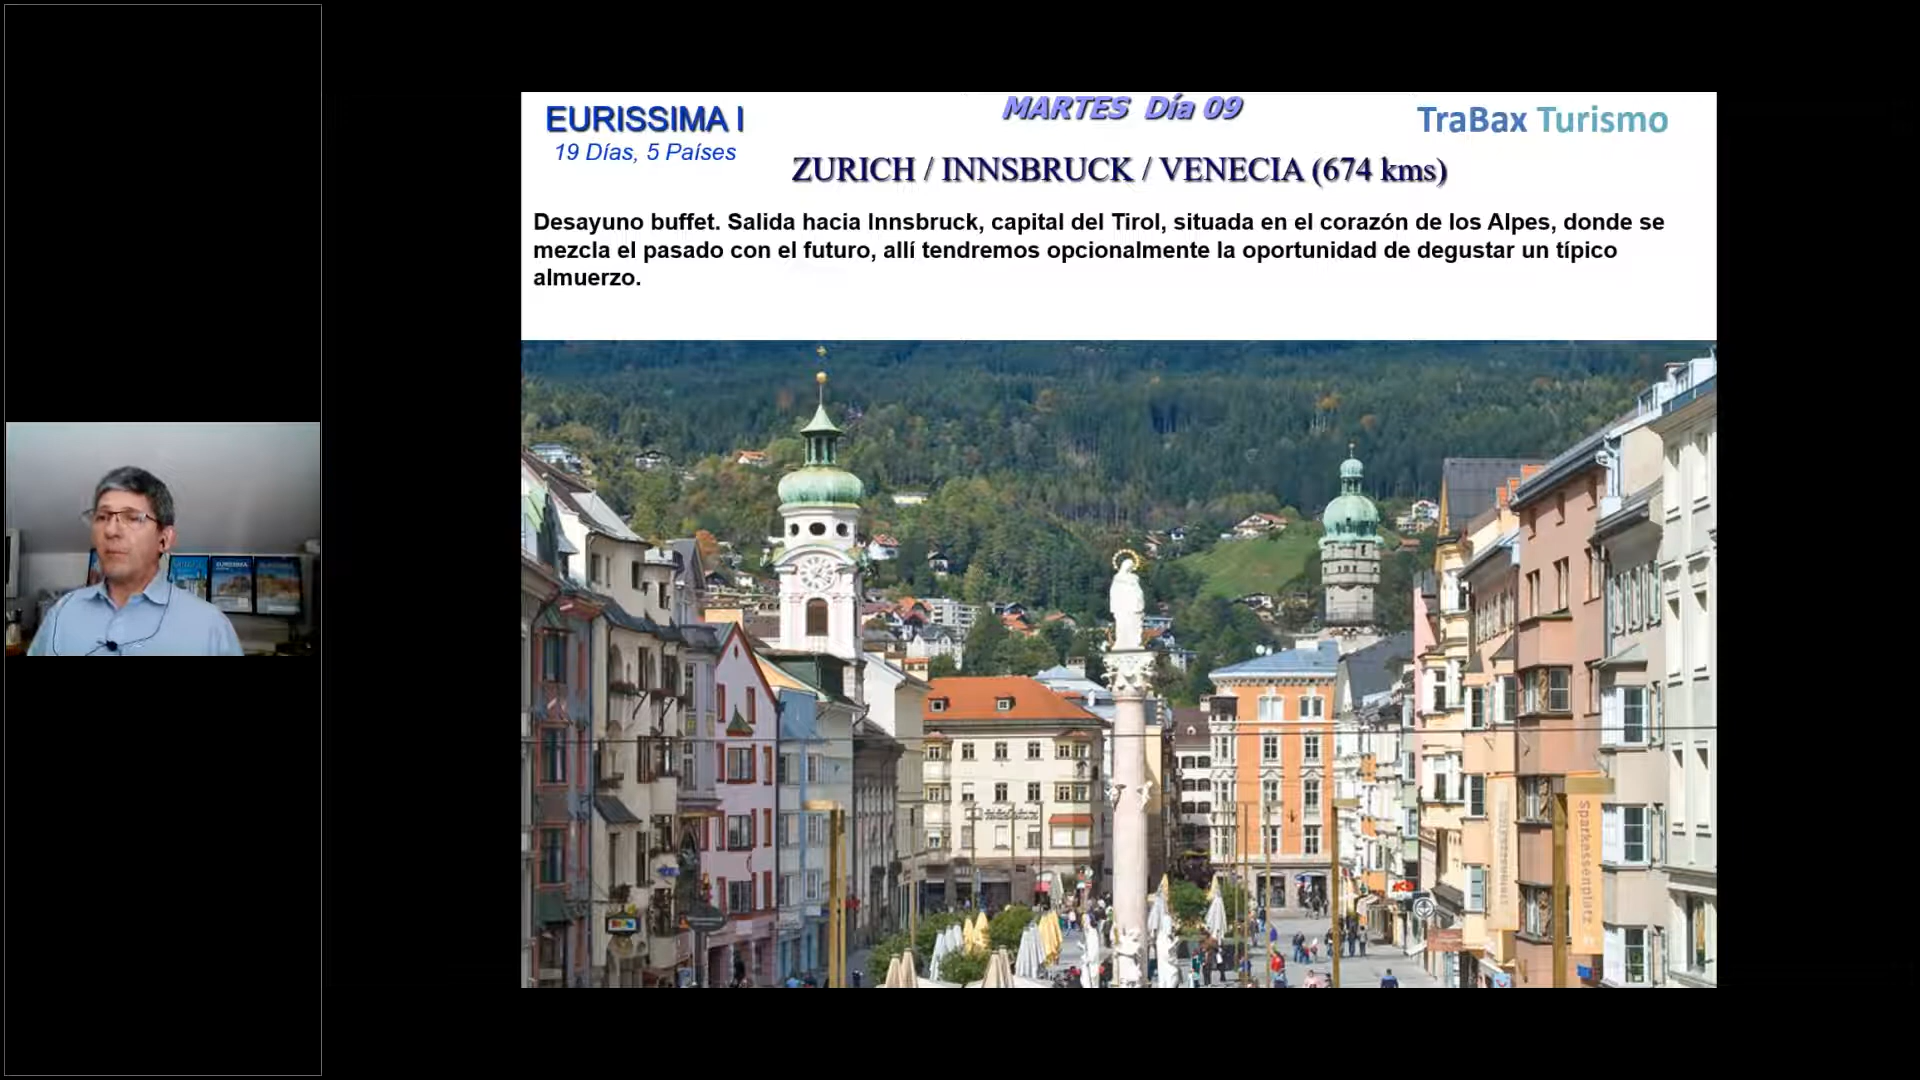 EURISSIMA I
19 Días, 5 Países
MARTES Día 09
TraBax Turismo
ZURICH / INNSBRUCK / VENECIA (674 kms)
Desayuno buffet. Salida hacia Innsbruck, capital del Tirol, situada en el corazón de los Alpes, donde se
mezcla el pasado con el futuro, allí tendremos opcionalmente la oportunidad de degustar un típico
almuerzo.
EURISSIMA
sparkassenplatz